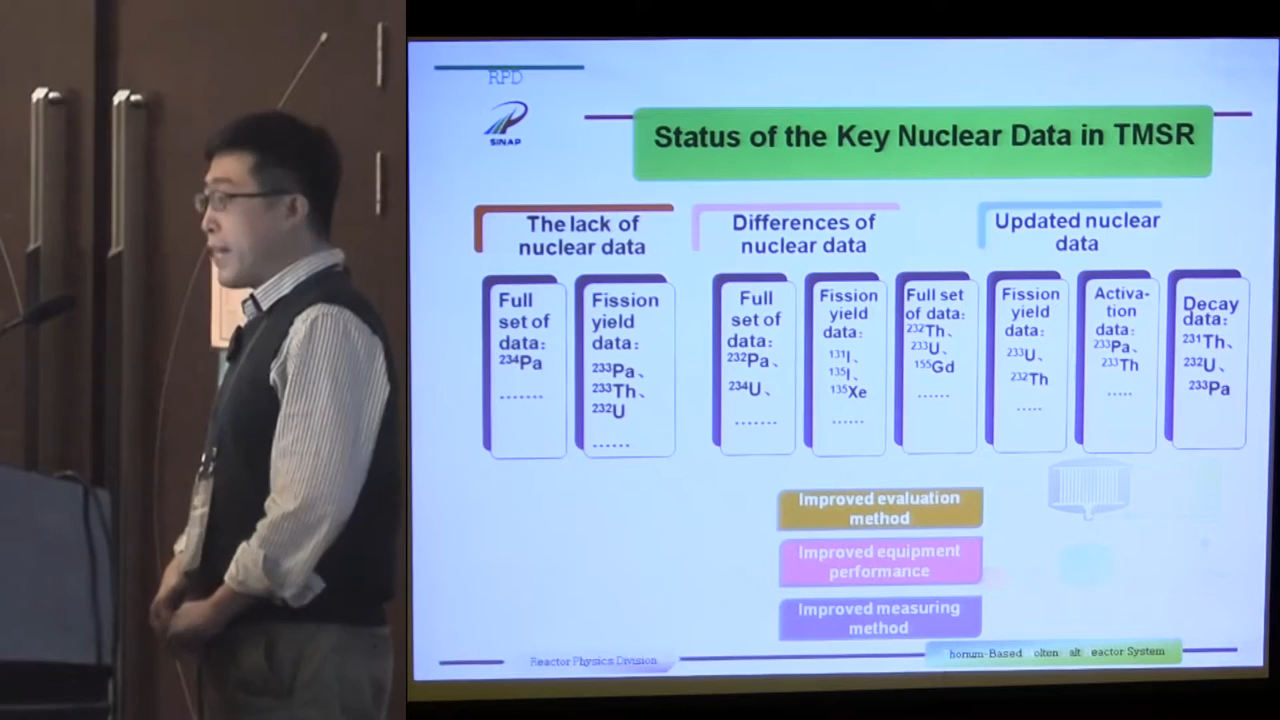 RPD
SINAP
Status of the Key Nuclear Data in TMSR
The lack of
nuclear data
Full
set of
data:
²³⁴Pa
.......
Fission
yield
data:
²³³Pa、
²³³Th、
²³²U
......
Differences of
nuclear data
Full
set of
data:
²³²Pa、
²³⁴U、
.......
Fission
yield
data:
¹³¹I、
¹³⁵I、
¹³⁵Xe
......
Full set
of data:
²³²Th、
²³³U、
¹⁵⁵Gd
......
Updated nuclear
data
Fission
yield
data:
²³³U、
²³²Th
.....
Activa-
tion
data:
²³³Pa、
²³³Th
.....
Decay
data:
²³¹Th、
²³²U、
²³³Pa
Improved evaluation
method
Improved equipment
performance
Improved measuring
method
Reactor Physics Division
horium-Based olten alt eactor System